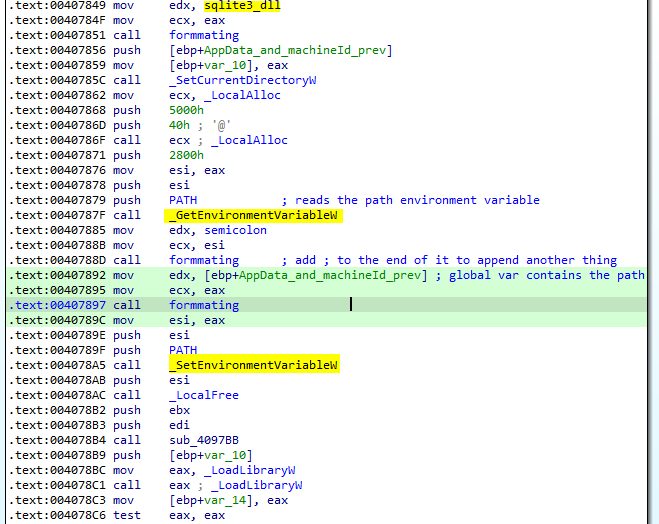 .text:00407849 mov     edx, sqlite3_dll
.text:0040784F mov     ecx, eax
.text:00407851 call    formmating
.text:00407856 push    [ebp+AppData_and_machineId_prev]
.text:00407859 mov     [ebp+var_10], eax
.text:0040785C call    _SetCurrentDirectoryW
.text:00407862 mov     ecx, _LocalAlloc
.text:00407868 push    5000h
.text:0040786D push    40h ; '@'
.text:0040786F call    ecx ; _LocalAlloc
.text:00407871 push    2800h
.text:00407876 mov     esi, eax
.text:00407878 push    esi
.text:00407879 push    PATH            ; reads the path environment variable
.text:0040787F call    _GetEnvironmentVariableW
.text:00407885 mov     edx, semicolon
.text:0040788B mov     ecx, esi
.text:0040788D call    formmating      ; add ; to the end of it to append another thing
.text:00407892 mov     edx, [ebp+AppData_and_machineId_prev] ; global var contains the path
.text:00407895 mov     ecx, eax
.text:00407897 call    formmating
.text:0040789C mov     esi, eax
.text:0040789E push    esi
.text:0040789F push    PATH
.text:004078A5 call    _SetEnvironmentVariableW
.text:004078AB push    esi
.text:004078AC call    _LocalFree
.text:004078B2 push    ebx
.text:004078B3 push    edi
.text:004078B4 call    sub_4097BB
.text:004078B9 push    [ebp+var_10]
.text:004078BC mov     eax, _LoadLibraryW
.text:004078C1 call    eax ; _LoadLibraryW
.text:004078C3 mov     [ebp+var_14], eax
.text:004078C6 test    eax, eax